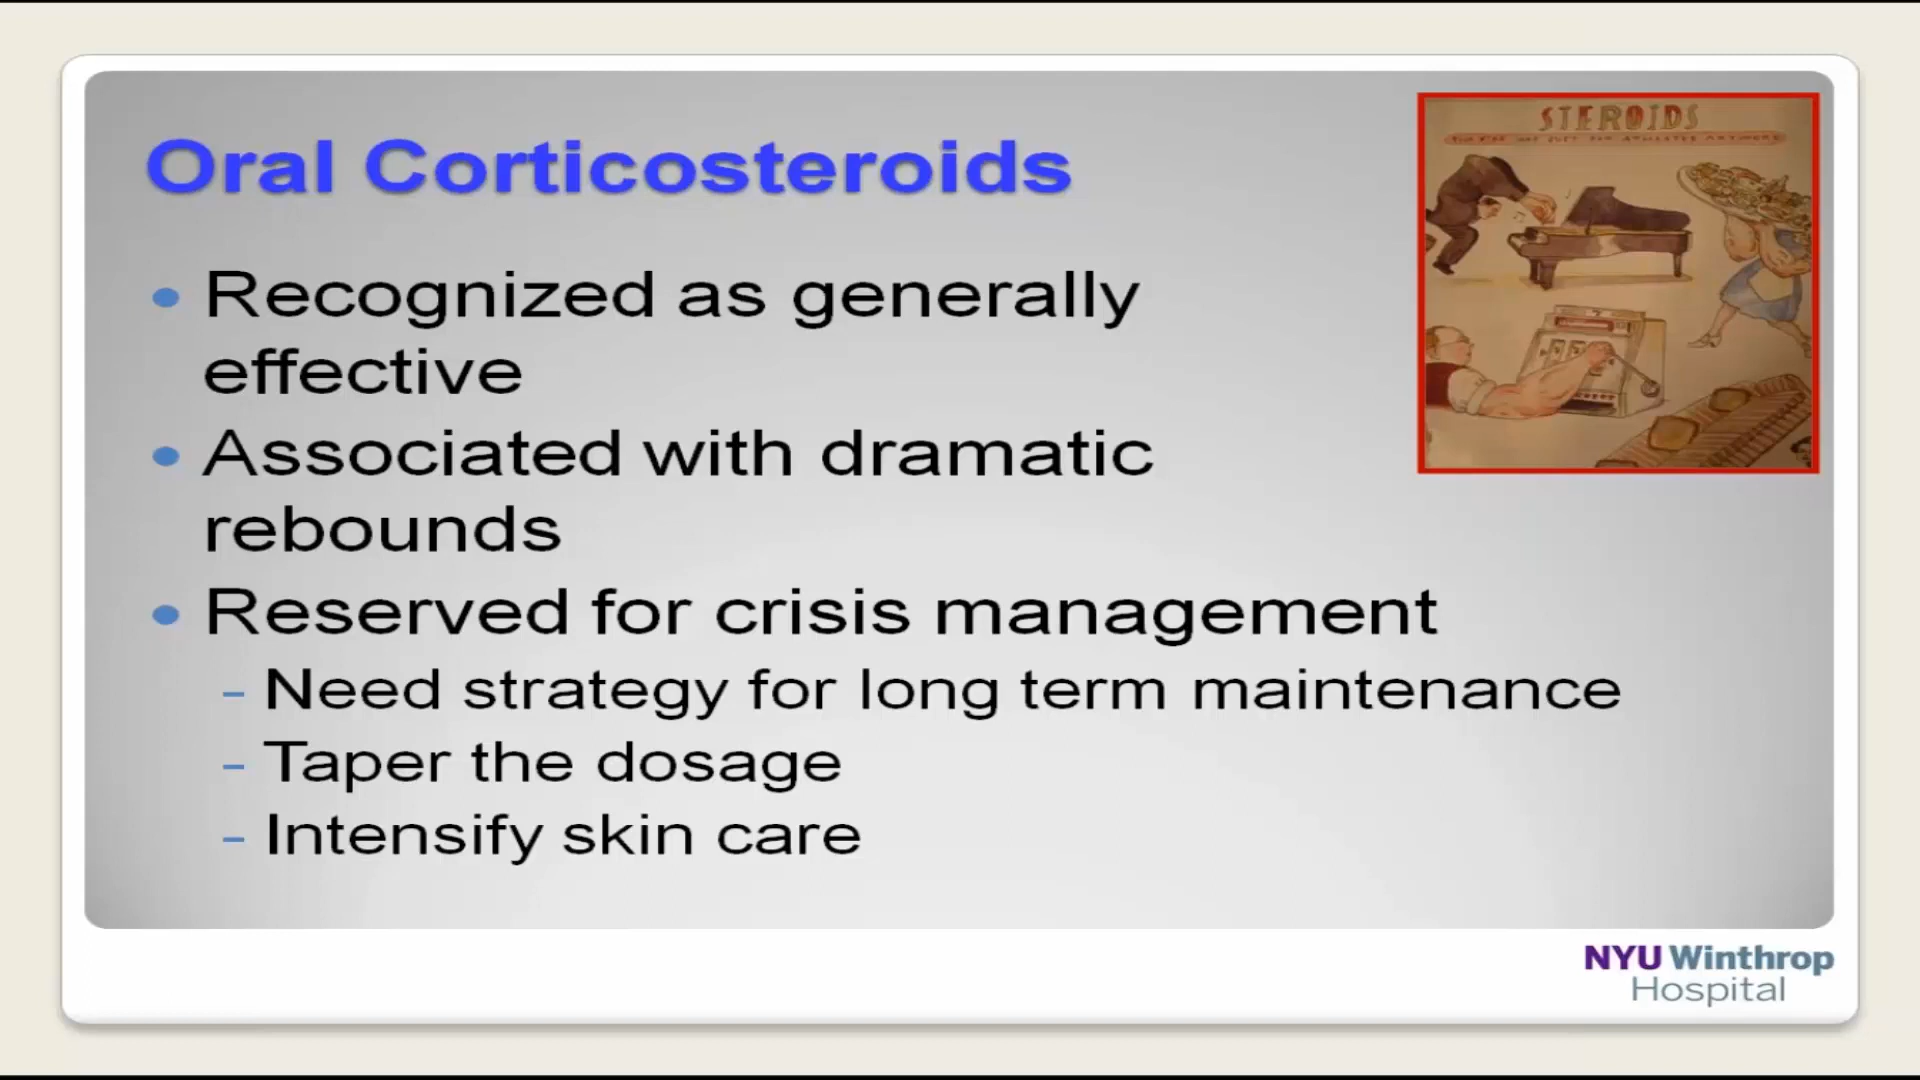 Oral Corticosteroids
STEROIDS
• Recognized as generally
effective
• Associated with dramatic
rebounds
• Reserved for crisis management
- Need strategy for long term maintenance
- Taper the dosage
- Intensify skin care
NYU Winthrop
Hospital